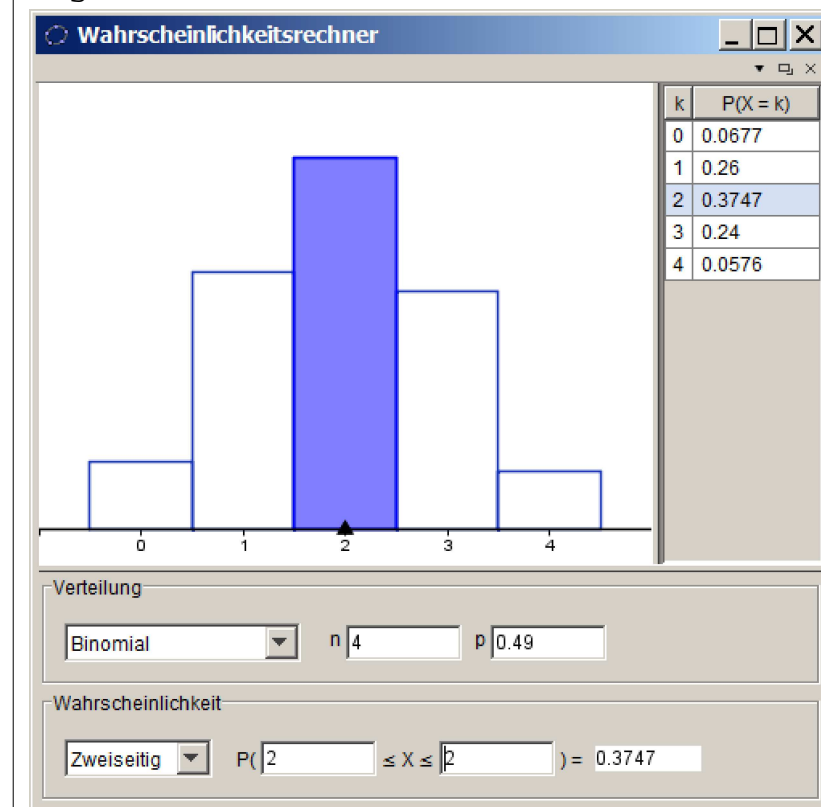 Wahrscheinlichkeitsrechner
k P(X = k)
0 0.0677
1 0.26
2 0.3747
3 0.24
4 0.0576
0 1 2 3 4
Verteilung
Binomial n 4 p 0.49
Wahrscheinlichkeit
Zweiseitig P( 2 ≤ X ≤ 2 ) = 0.3747